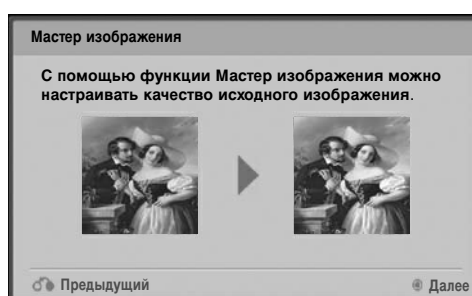 Мастер изображения
С помощью функции Мастер изображения можно
настраивать качество исходного изображения.
Предыдущий
Далее